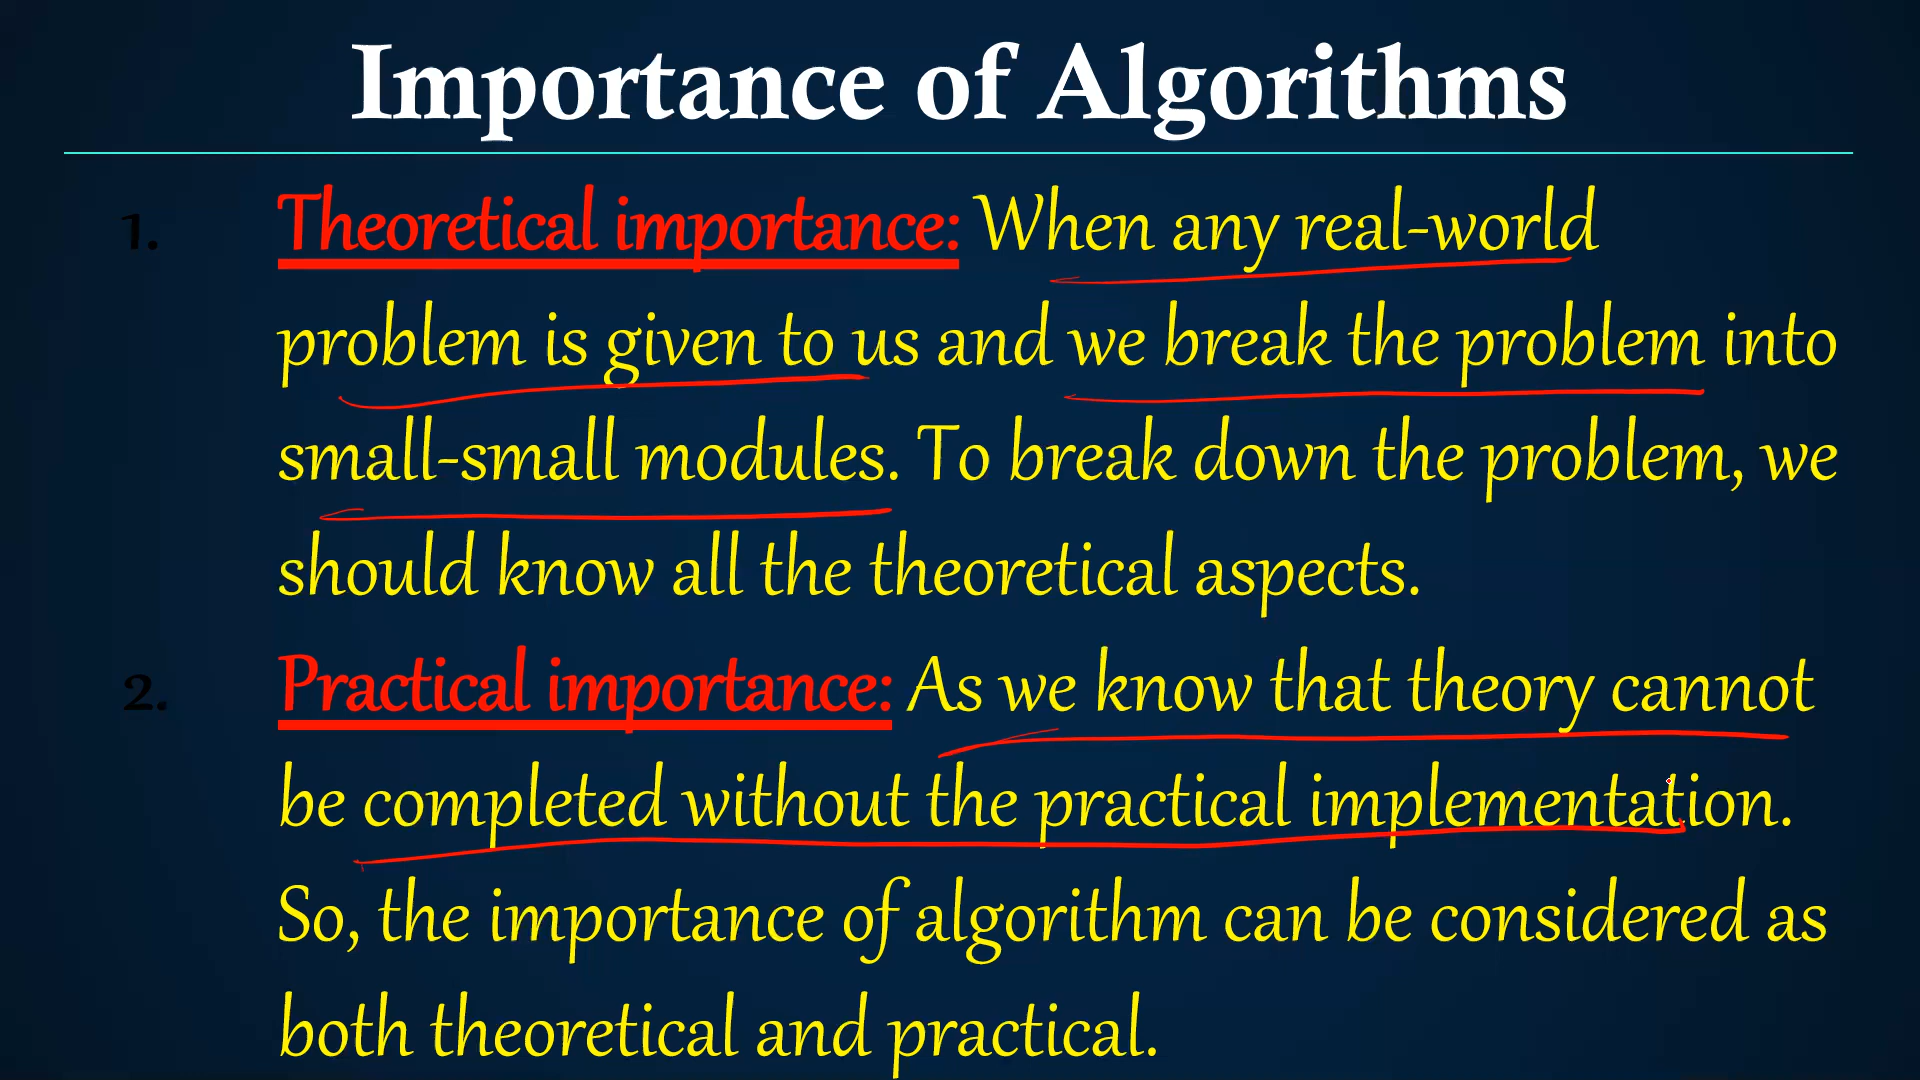 Importance of Algorithms
1. Theoretical importance: When any real-world
problem is given to us and we break the problem into
small-small modules. To break down the problem, we
should know all the theoretical aspects.
2. Practical importance: As we know that theory cannot
be completed without the practical implementation.
So, the importance of algorithm can be considered as
both theoretical and practical.